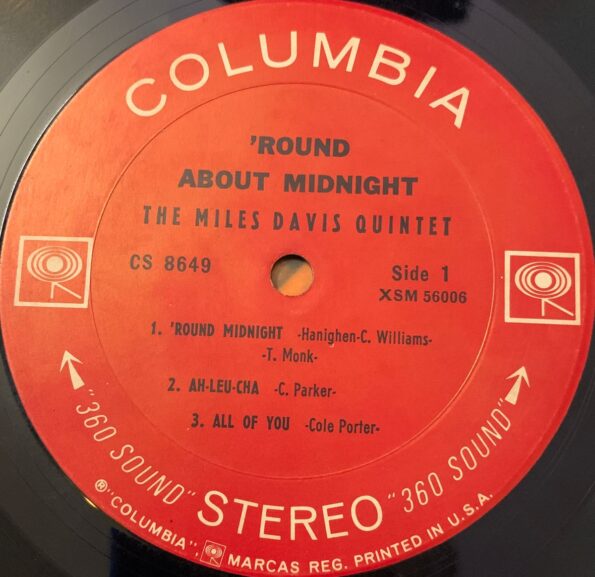 COLUMBIA
'ROUND
ABOUT MIDNIGHT
THE MILES DAVIS QUINTET
CS 8649
Side 1
XSM 56006
1. 'ROUND MIDNIGHT -Hanighen-C. Williams-
-T. Monk-
2. AH-LEU-CHA -C. Parker-
3. ALL OF YOU -Cole Porter-
"360 SOUND" STEREO "360 SOUND"
®"COLUMBIA", MARCAS REG. PRINTED IN U.S.A.